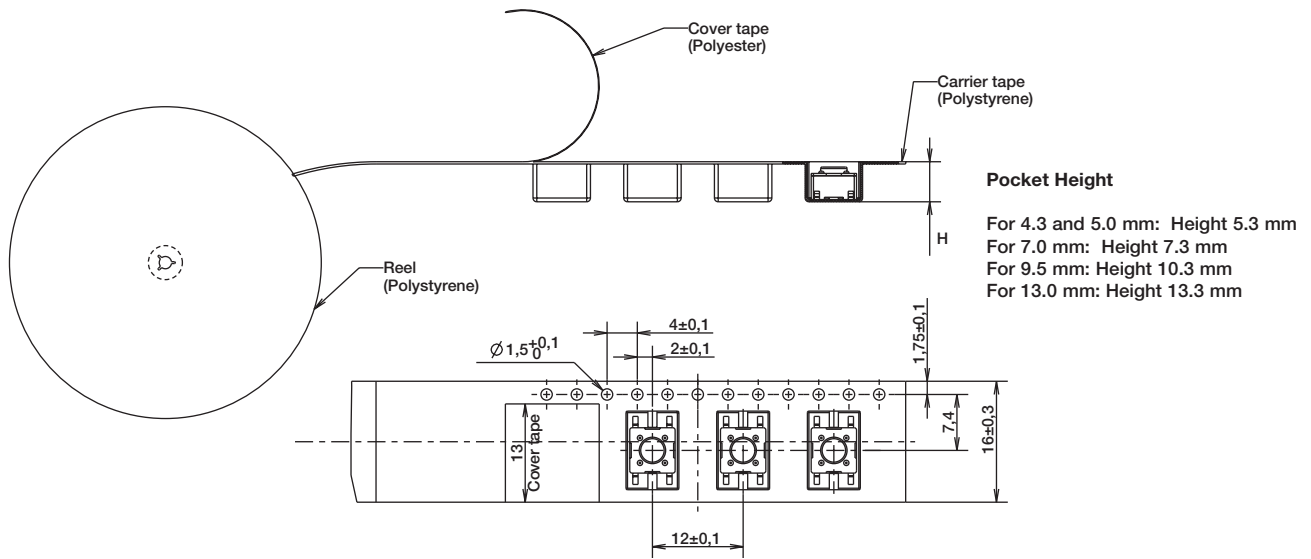 Cover tape
(Polyester)
Carrier tape
(Polystyrene)
Pocket Height
For 4.3 and 5.0 mm: Height 5.3 mm
For 7.0 mm: Height 7.3 mm
For 9.5 mm: Height 10.3 mm
For 13.0 mm: Height 13.3 mm
H
Reel
(Polystyrene)
4±0,1
2±0,1
Ø1,5+0,1 0
1,75±0,1
7,4
16±0,3
13
Cover tape
12±0,1